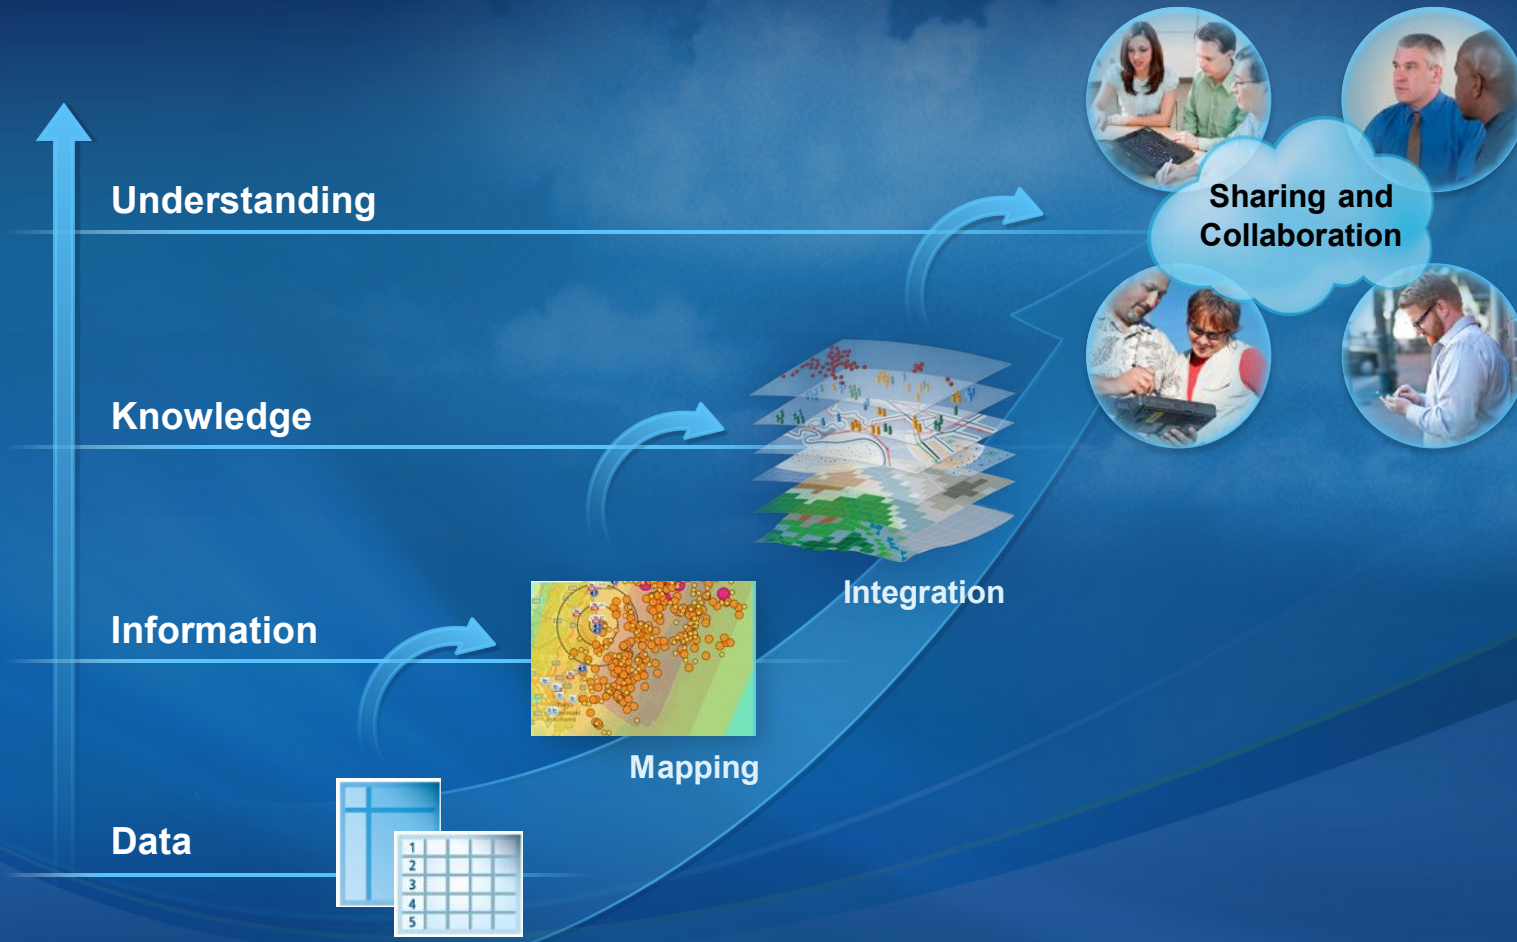 Sharing and
Collaboration
Understanding
Knowledge
Integration
Information
Mapping
Data
1
2
3
4
5